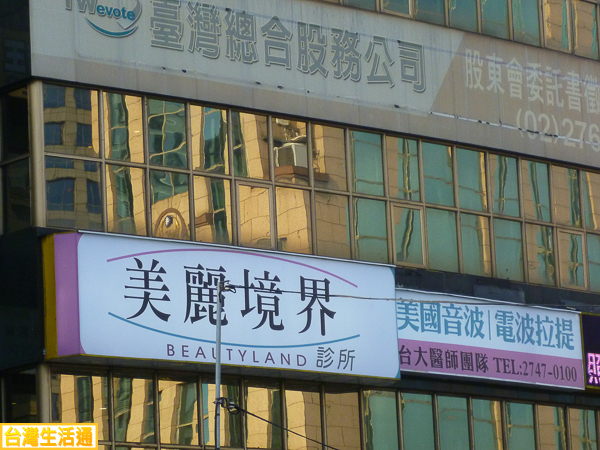 TWevote
臺灣總合股務公司
股東會委託書徵
(02)276
美麗境界
BEAUTYLAND 診所
美國音波|電波拉提
台大醫師團隊 TEL:2747-0100
台灣生活通